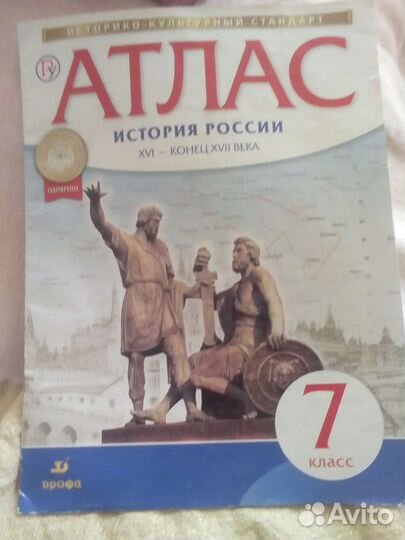 ИСТОРИКО-КУЛЬТУРНЫЙ СТАНДАРТ
АТЛАС
ИСТОРИЯ РОССИИ
XVI – КОНЕЦ XVII ВЕКА
ОДОБРЕНО
7
КЛАСС
дрофа
Avito